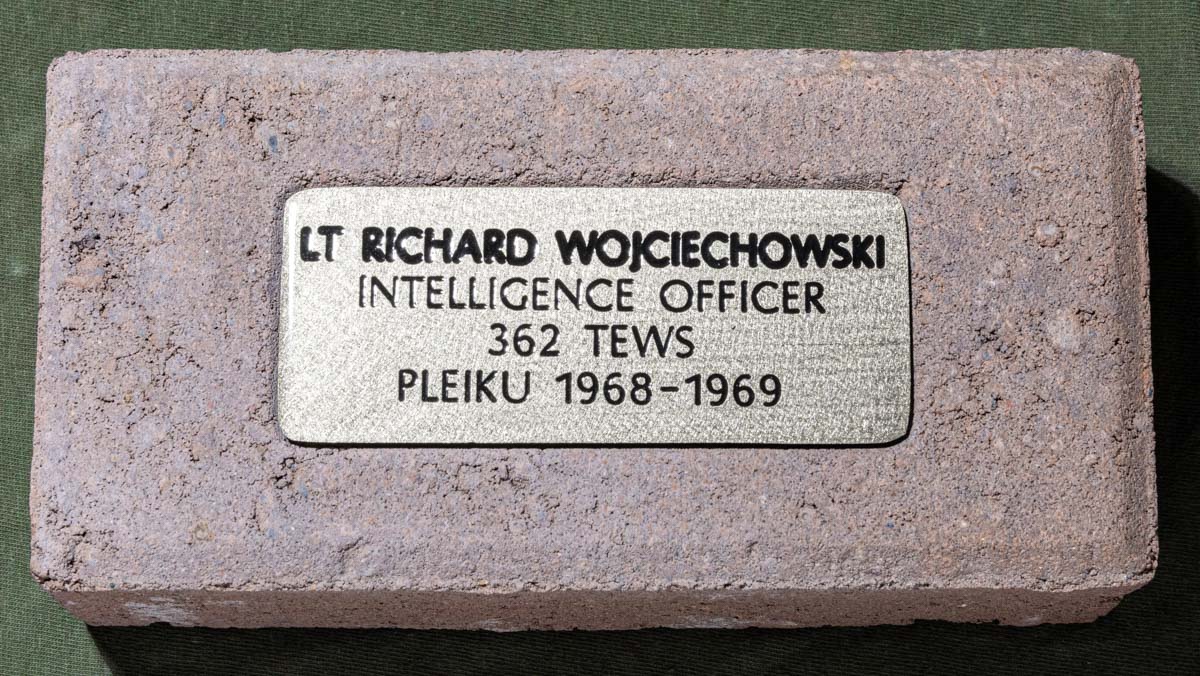 LT RICHARD WOJCIECHOWSKI
INTELLIGENCE OFFICER
362 TEWS
PLEIKU 1968-1969